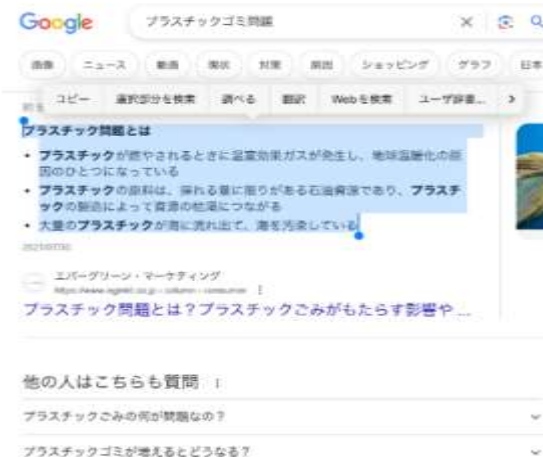 Google
プラスチックゴミ問題
画像 ニュース 動画 現状 対策 原因 ショッピング グラフ 日本
コピー 選択部分を検索 調べる 翻訳 Webを検索 ユーザ辞書...
プラスチック問題とは
• プラスチックが燃やされるときに温室効果ガスが発生し、地球温暖化の原
因のひとつになっている
• プラスチックの原料は、採れる量に限りがある石油資源であり、プラスチ
ックの製造によって資源の枯渇につながる
• 大量のプラスチックが海に流れ出て、海を汚染している
2021/07/30
エバーグリーン・マーケティング
プラスチック問題とは？プラスチックごみがもたらす影響や ...
他の人はこちらも質問
プラスチックごみの何が問題なの？
プラスチックゴミが増えるとどうなる？